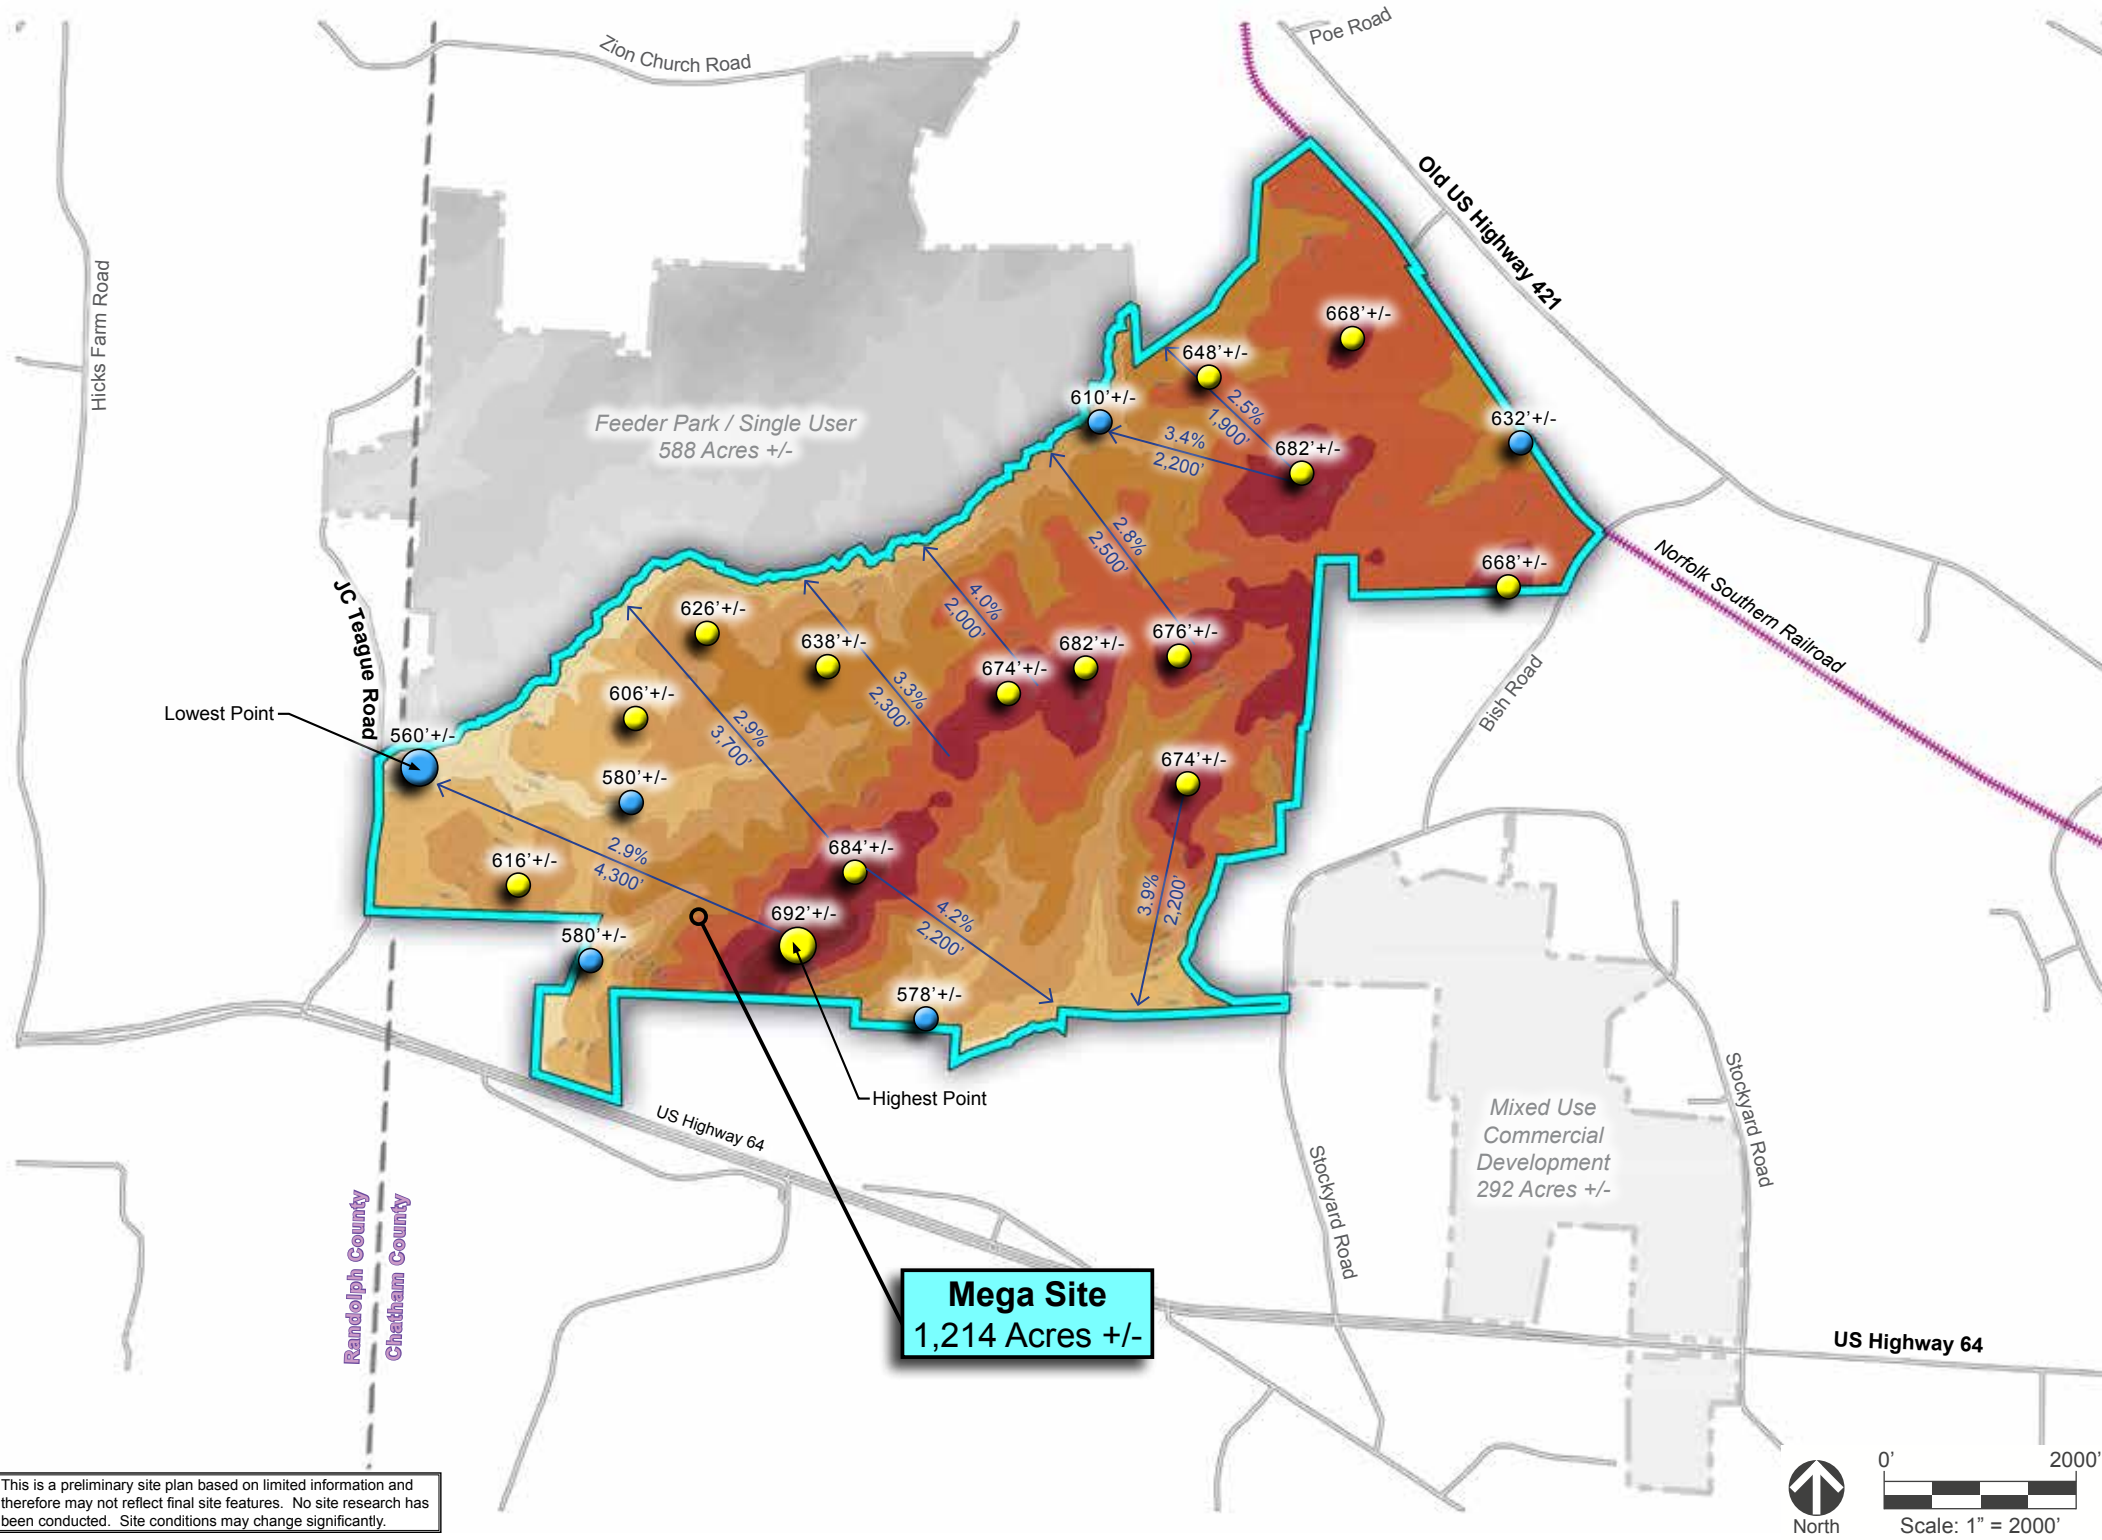 Poe Road
Zion Church Road
Old US Highway 421
Hicks Farm Road
668'+/-
648'+/-
610'+/-
2.5%
1,900'
632'+/-
Feeder Park / Single User
588 Acres +/-
3.4%
2,200'
682'+/-
2.8%
2,500'
Norfolk Southern Railroad
668'+/-
JC Teague Road
626'+/-
4.0%
2,000'
638'+/-
682'+/-
676'+/-
674'+/-
3.3%
2,300'
606'+/-
Bish Road
Lowest Point
560'+/-
2.9%
3,700'
580'+/-
674'+/-
616'+/-
2.9%
4,300'
684'+/-
3.9%
2,200'
692'+/-
4.2%
2,200'
580'+/-
578'+/-
Highest Point
US Highway 64
Mixed Use
Commercial
Development
292 Acres +/-
Stockyard Road
Stockyard Road
Randolph County
Chatham County
Mega Site
1,214 Acres +/-
US Highway 64
This is a preliminary site plan based on limited information and
therefore may not reflect final site features. No site research has
been conducted. Site conditions may change significantly.
North
0' 2000'
Scale: 1" = 2000'